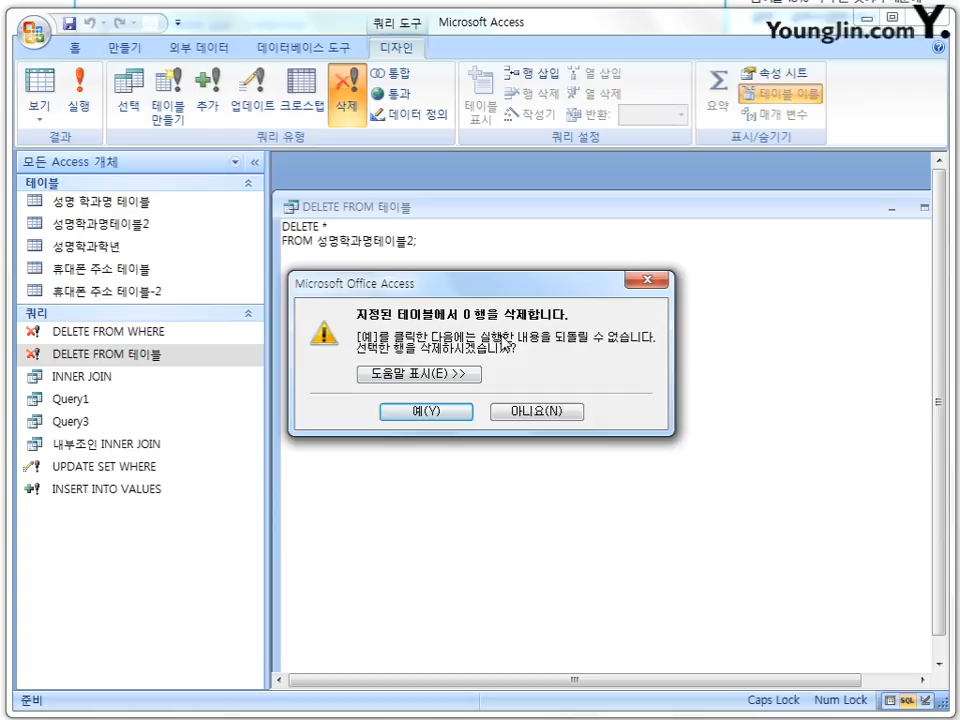 쿼리 도구 Microsoft Access
YoungJin.com Y.
홈 만들기 외부 데이터 데이터베이스 도구 디자인
보기 실행 선택 테이블 만들기 추가 업데이트 크로스탭 삭제
통합
통과
데이터 정의
테이블 표시
행 삽입 열 삽입
행 삭제 열 삭제
작성기 반환:
요약
속성 시트
테이블 이름
매개 변수
결과 쿼리 유형 쿼리 설정 표시/숨기기
모든 Access 개체
테이블
성명 학과명 테이블
성명학과명테이블2
성명학과학년
휴대폰 주소 테이블
휴대폰 주소 테이블-2
쿼리
DELETE FROM WHERE
DELETE FROM 테이블
INNER JOIN
Query1
Query3
내부조인 INNER JOIN
UPDATE SET WHERE
INSERT INTO VALUES
DELETE FROM 테이블
DELETE *
FROM 성명학과명테이블2;
Microsoft Office Access
지정된 테이블에서 0 행을 삭제합니다.
[예]를 클릭한 다음에는 실행한 내용을 되돌릴 수 없습니다.
선택한 행을 삭제하시겠습니까?
도움말 표시(E) >>
예(Y) 아니요(N)
준비 Caps Lock Num Lock SQL